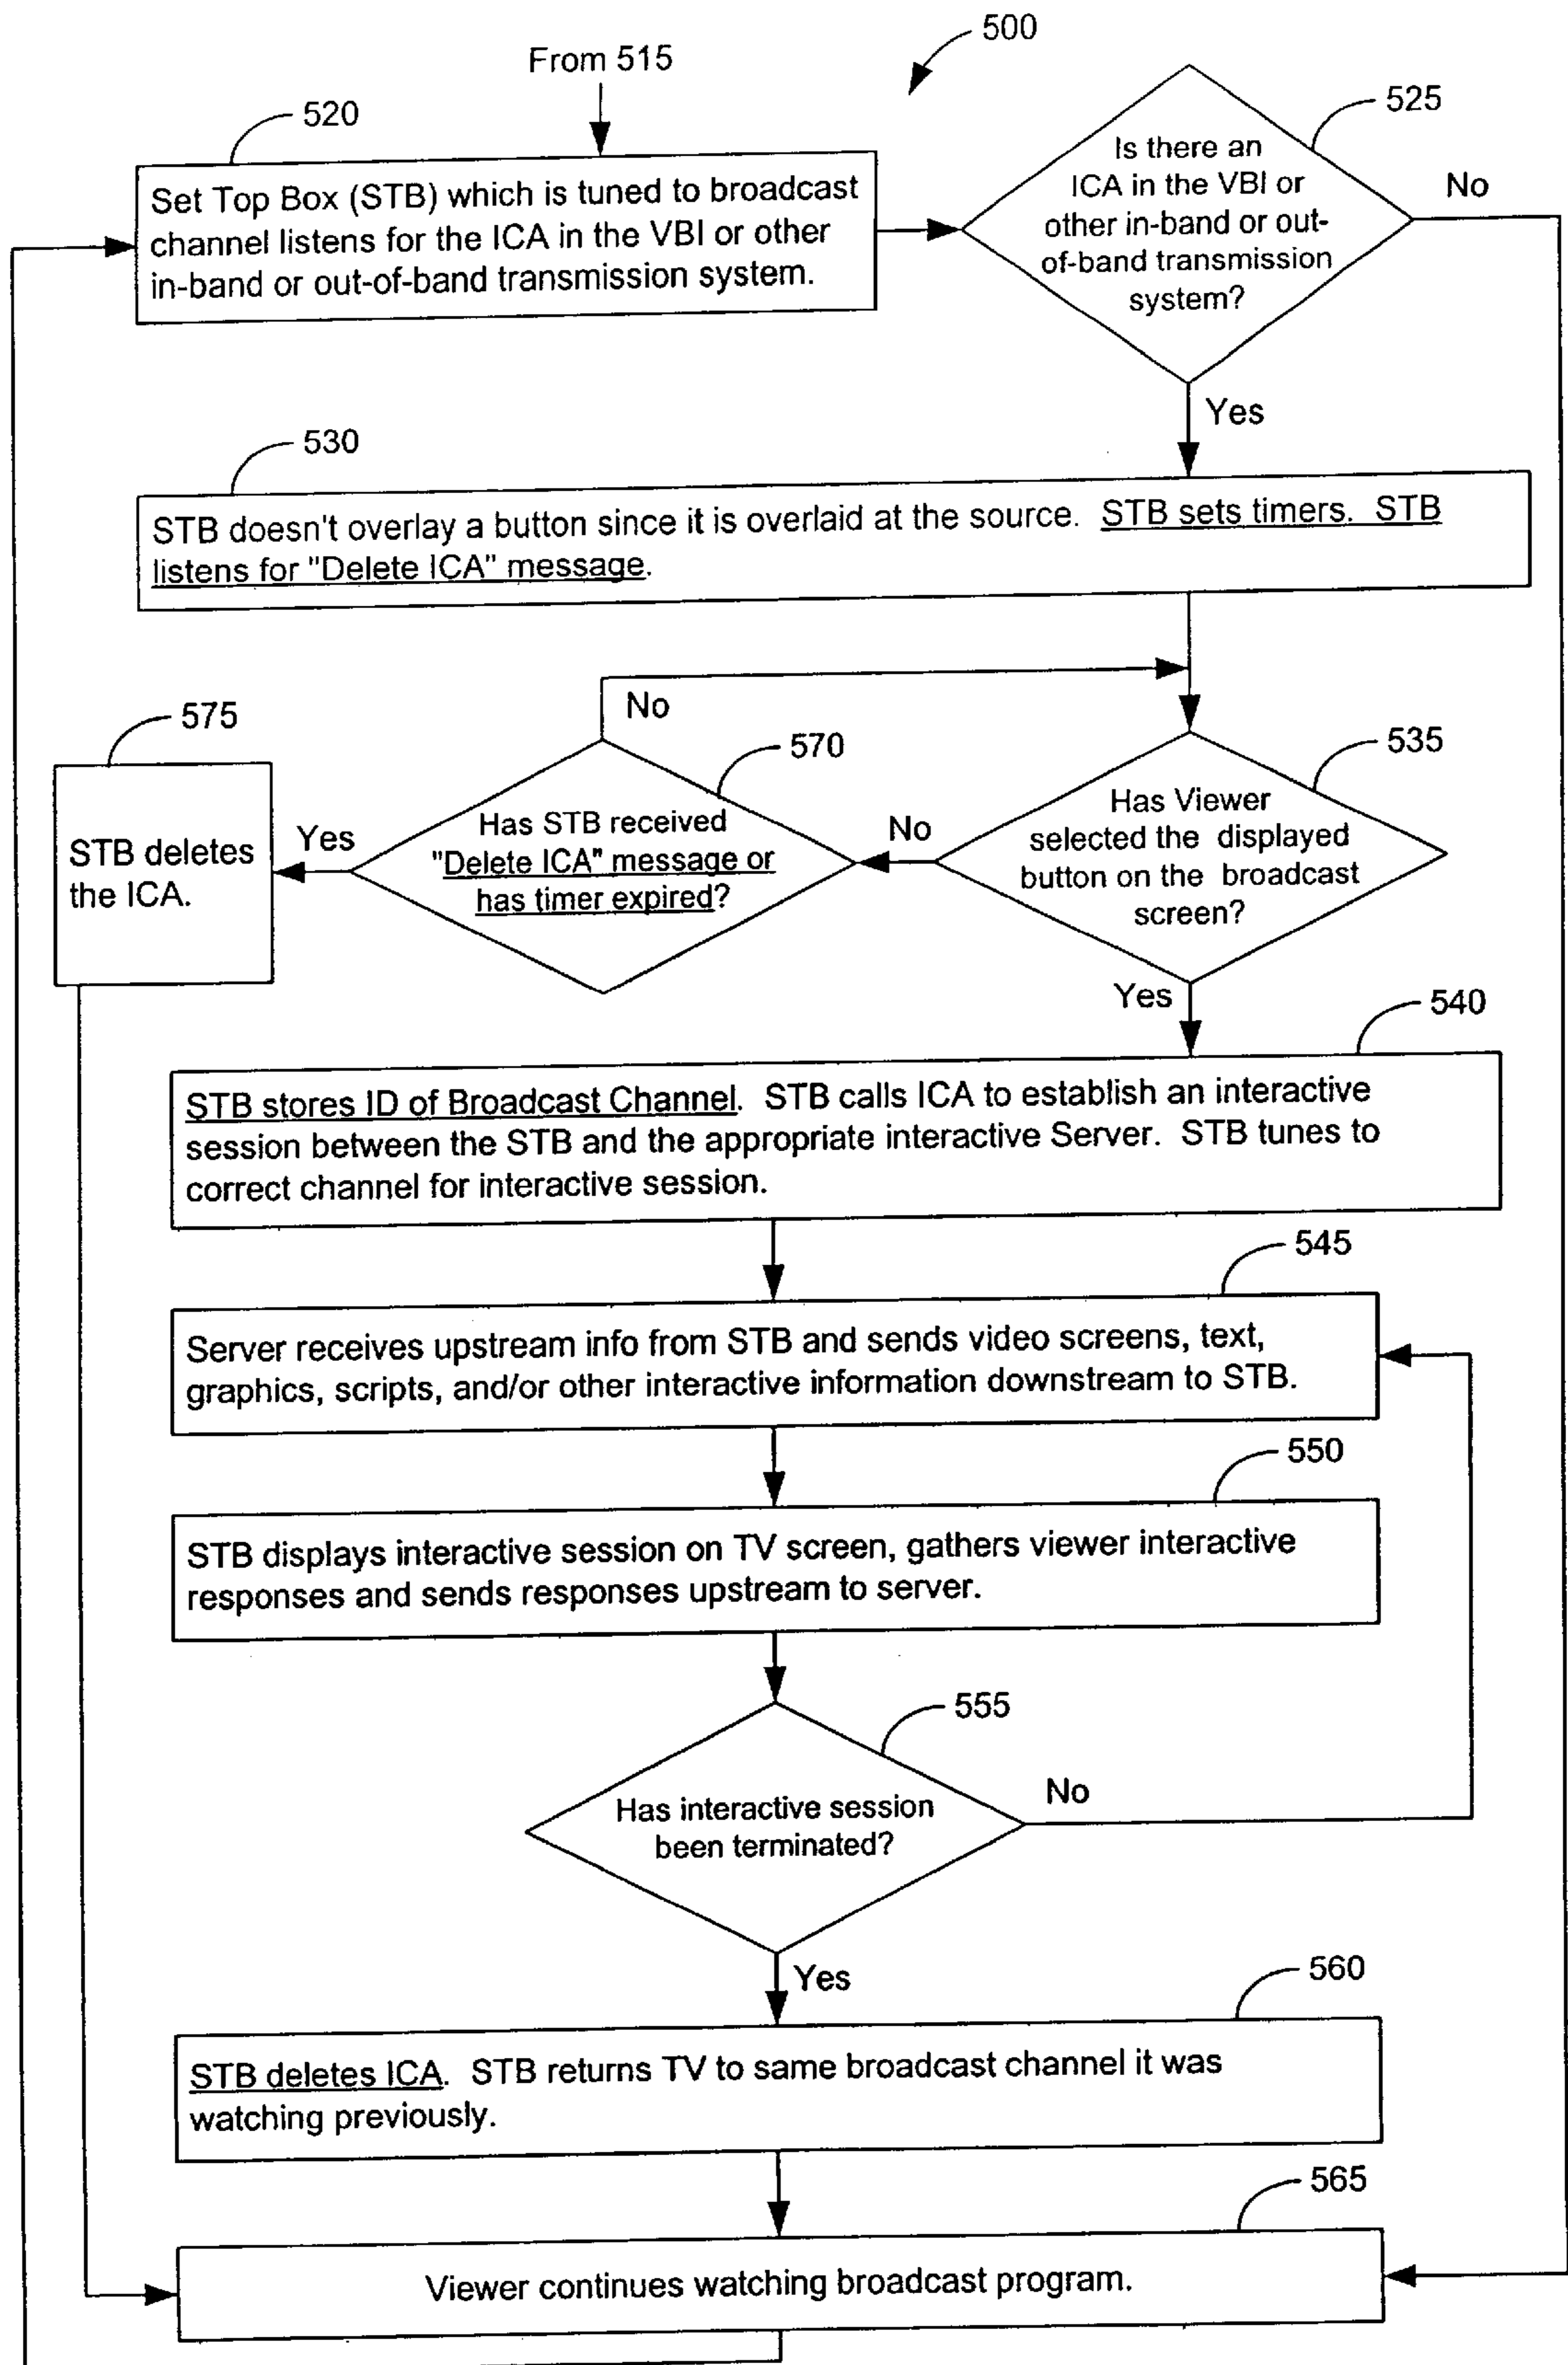 From 515
500
520
Set Top Box (STB) which is tuned to broadcast
channel listens for the ICA in the VBI or other
in-band or out-of-band transmission system.
525
Is there an
ICA in the VBI or
other in-band or out-
of-band transmission
system?
No
Yes
530
STB doesn't overlay a button since it is overlaid at the source. STB sets timers. STB
listens for "Delete ICA" message.
575
STB deletes
the ICA.
Yes
No
570
Has STB received
"Delete ICA" message or
has timer expired?
No
535
Has Viewer
selected the displayed
button on the broadcast
screen?
Yes
540
STB stores ID of Broadcast Channel. STB calls ICA to establish an interactive
session between the STB and the appropriate interactive Server. STB tunes to
correct channel for interactive session.
545
Server receives upstream info from STB and sends video screens, text,
graphics, scripts, and/or other interactive information downstream to STB.
550
STB displays interactive session on TV screen, gathers viewer interactive
responses and sends responses upstream to server.
555
Has interactive session
been terminated?
No
Yes
560
STB deletes ICA. STB returns TV to same broadcast channel it was
watching previously.
565
Viewer continues watching broadcast program.